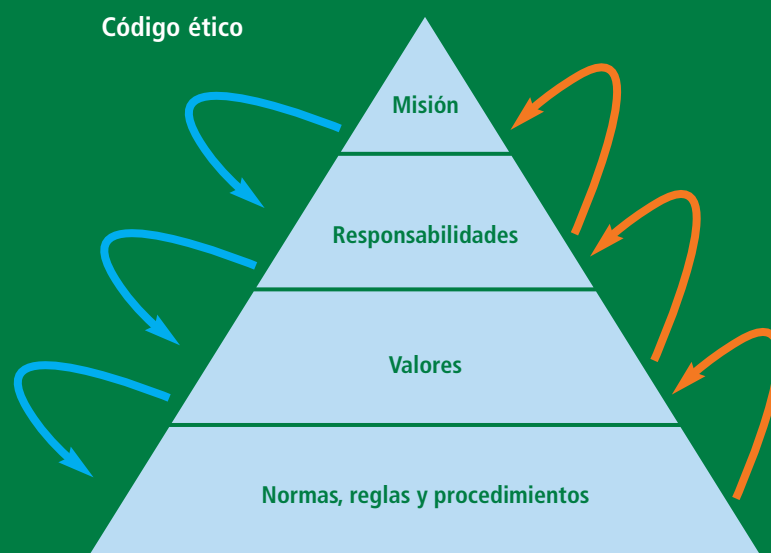 Código ético
Misión
Responsabilidades
Valores
Normas, reglas y procedimientos